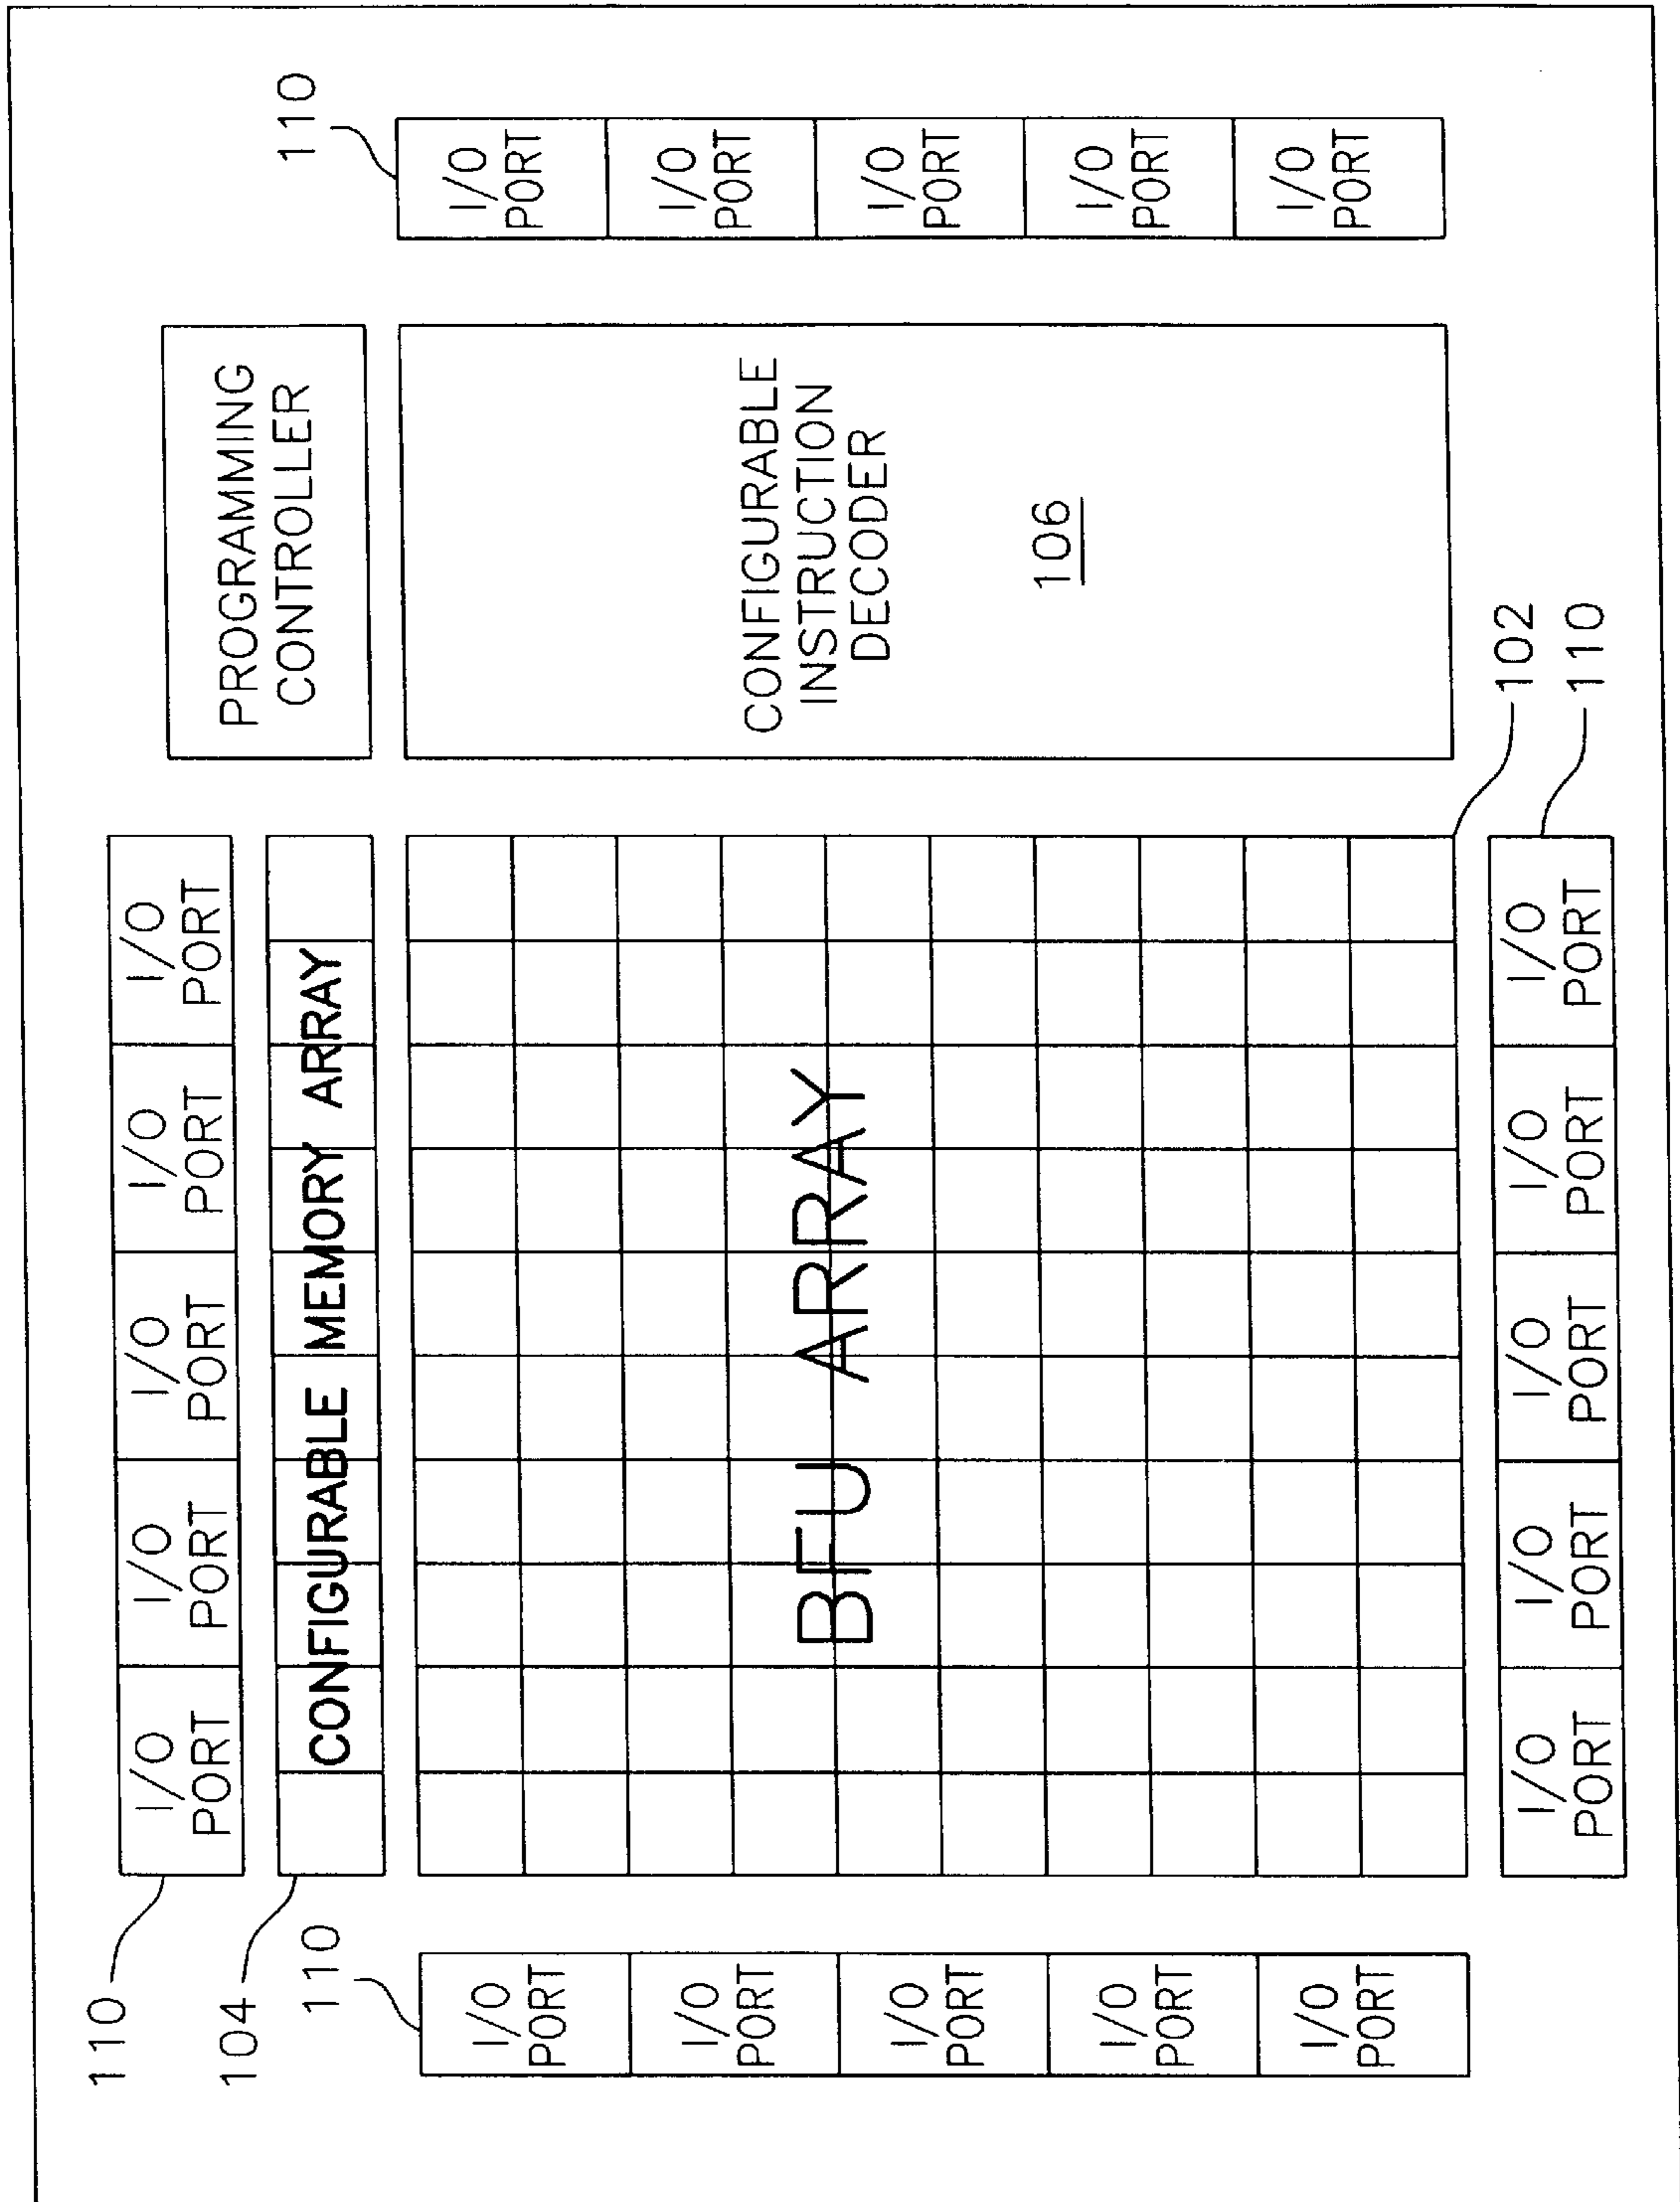 110
I/O
PORT
I/O
PORT
I/O
PORT
I/O
PORT
I/O
PORT
PROGRAMMING
CONTROLLER
104
CONFIGURABLE MEMORY ARRAY
110
110
I/O
PORT
I/O
PORT
I/O
PORT
I/O
PORT
I/O
PORT
BFU ARRAY
CONFIGURABLE
INSTRUCTION
DECODER
106
I/O
PORT
I/O
PORT
I/O
PORT
I/O
PORT
I/O
PORT
102
I/O
PORT
I/O
PORT
I/O
PORT
I/O
PORT
I/O
PORT
110